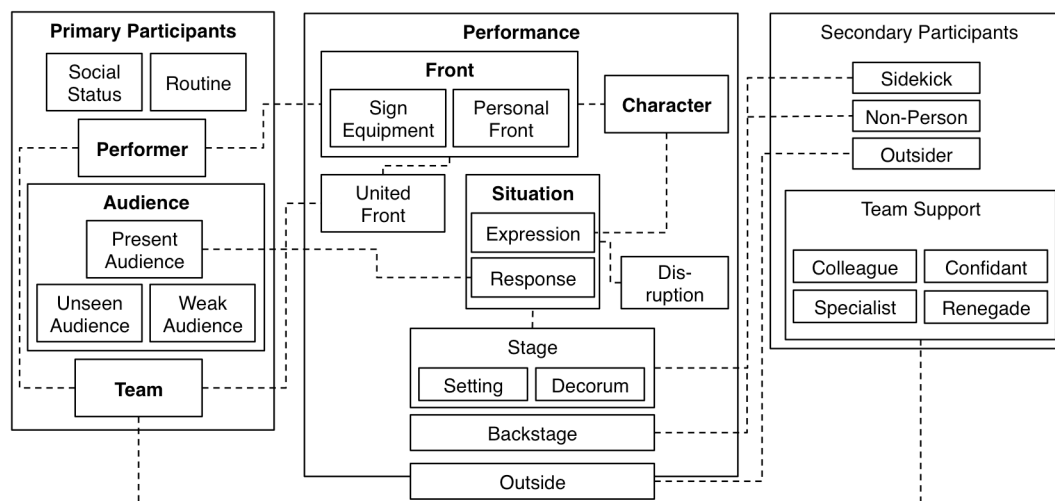 Primary Participants
Social
Status
Routine
Performer
Audience
Present
Audience
Unseen
Audience
Weak
Audience
Team
Performance
Front
Sign
Equipment
Personal
Front
Character
United
Front
Situation
Expression
Response
Dis-
ruption
Stage
Setting
Decorum
Backstage
Outside
Secondary Participants
Sidekick
Non-Person
Outsider
Team Support
Colleague
Confidant
Specialist
Renegade